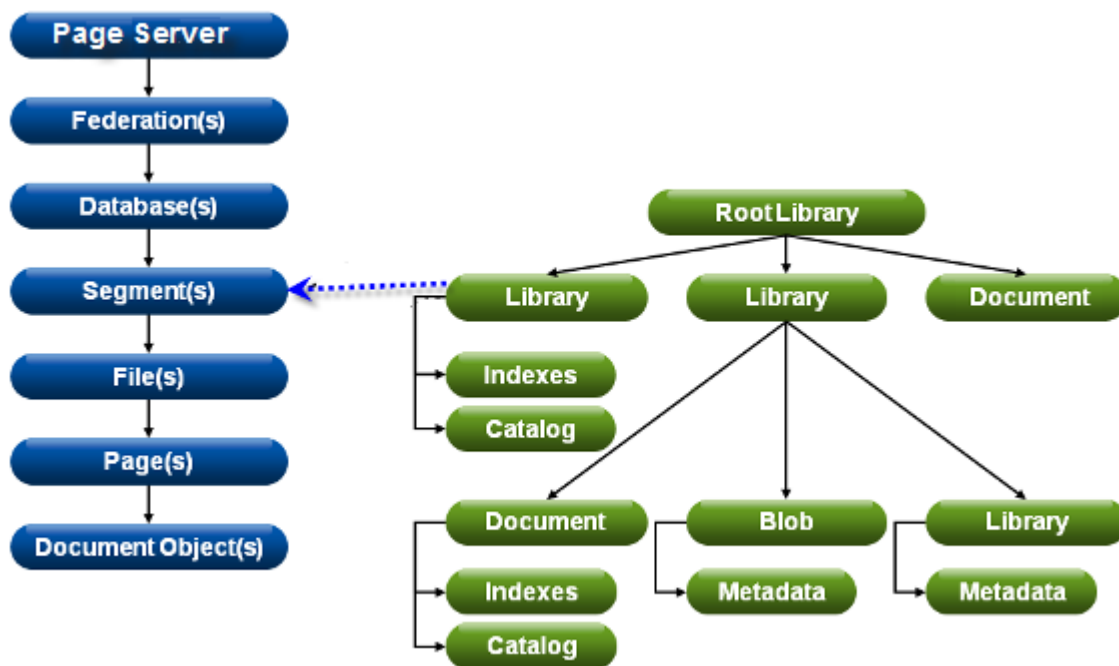 Page Server
Federation(s)
Database(s)
Segment(s)
File(s)
Page(s)
Document Object(s)
Root Library
Library
Library
Document
Indexes
Catalog
Document
Blob
Library
Indexes
Metadata
Metadata
Catalog